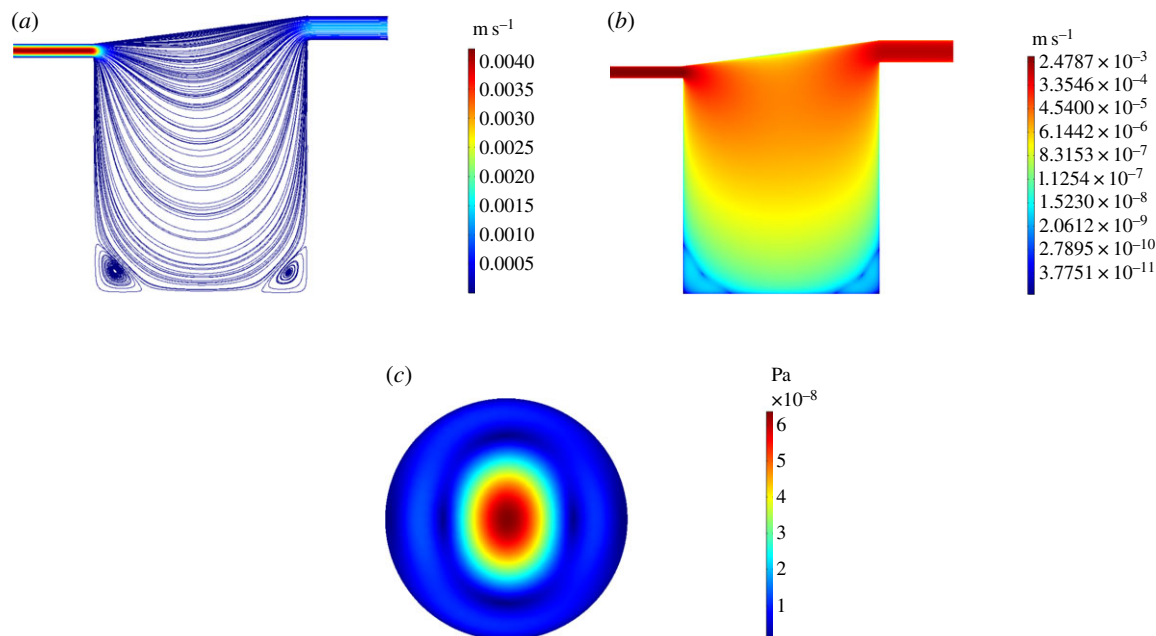 (a)
m s⁻¹
0.0040
0.0035
0.0030
0.0025
0.0020
0.0015
0.0010
0.0005
(b)
m s⁻¹
2.4787 × 10⁻³
3.3546 × 10⁻⁴
4.5400 × 10⁻⁵
6.1442 × 10⁻⁶
8.3153 × 10⁻⁷
1.1254 × 10⁻⁷
1.5230 × 10⁻⁸
2.0612 × 10⁻⁹
2.7895 × 10⁻¹⁰
3.7751 × 10⁻¹¹
(c)
Pa
×10⁻⁸
6
5
4
3
2
1